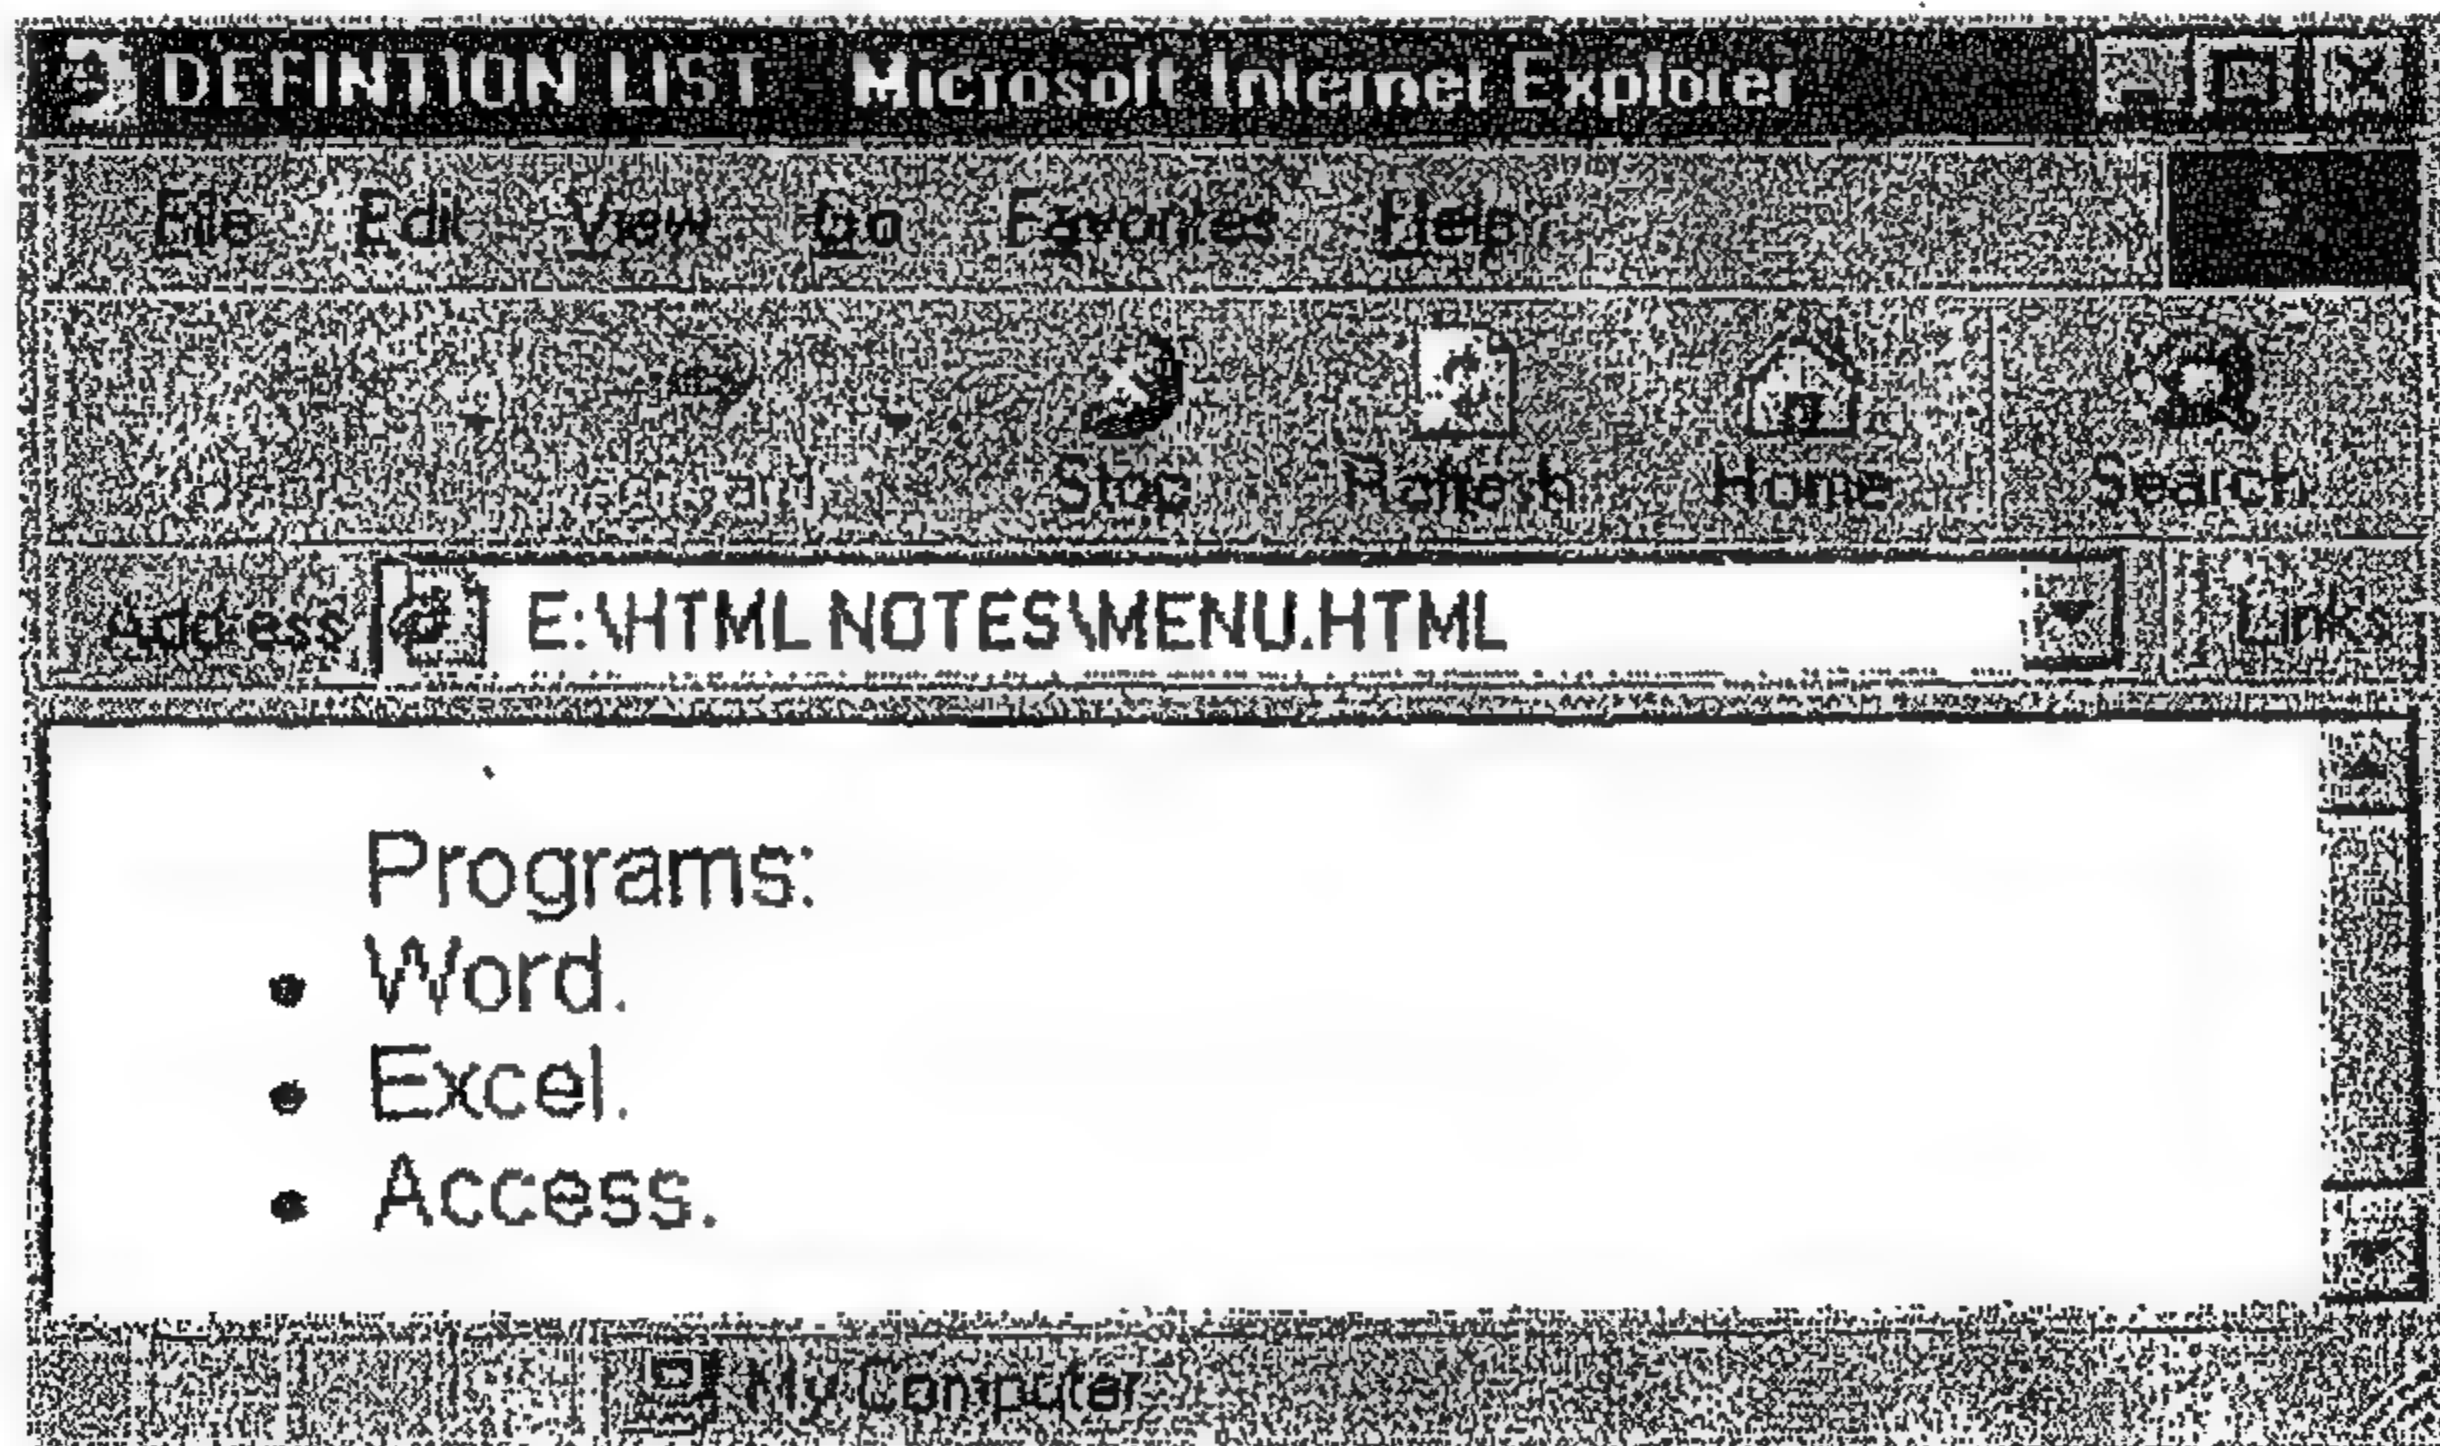 DEFINTION LIST - Microsoft Internet Explorer
File Edit View Go Favorites Help
Stop Refresh Home Search
Address E:\HTML NOTES\MENU.HTML Links
Programs:
• Word.
• Excel.
• Access.
My Computer